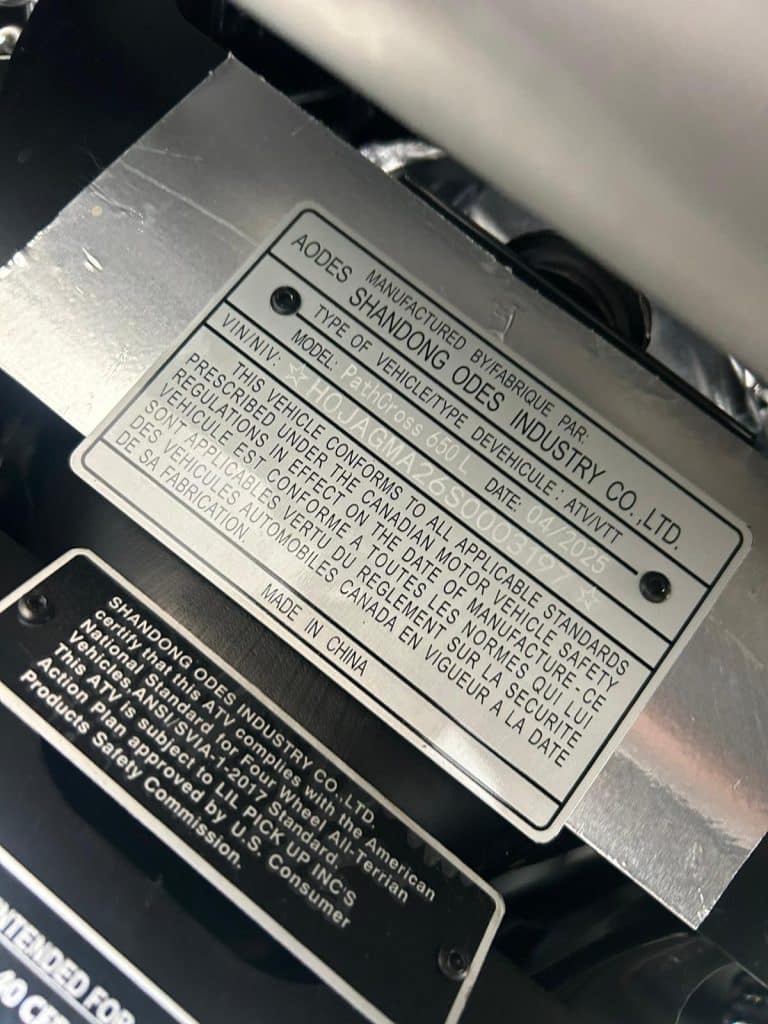 MANUFACTURED BY/FABRIQUE PAR:
AODES SHANDONG ODES INDUSTRY CO.,LTD.
TYPE OF VEHICLE/TYPE DEVEHICULE : ATV/VTT
MODEL: PathCross 650 L DATE: 04/2025
VIN/NIV: ☆H0JAGMA26S0003197☆
THIS VEHICLE CONFORMS TO ALL APPLICABLE STANDARDS
PRESCRIBED UNDER THE CANADIAN MOTOR VEHICLE SAFETY
REGULATIONS IN EFFECT ON THE DATE OF MANUFACTURE-CE
VEHICULE EST CONFORME A TOUTES LES NORMES QUI LUI
SONT APPLICABLES VERTU DU REGLEMENT SUR LA SECURITE
DES VEHICULES AUTOMOBILES CANADA EN VIGUEUR A LA DATE
DE SA FABRICATION.
MADE IN CHINA
SHANDONG ODES INDUSTRY CO.,LTD.
certify that this ATV complies with the American
National Standard for Four Wheel All-Terrian
Vehicles ANSI/SVIA-1-2017 Standard.
This ATV is subject to LIL PICK UP INC'S
Action Plan approved by U.S. Consumer
Products Safety Commission.
INTENDED FOR
40 CFR